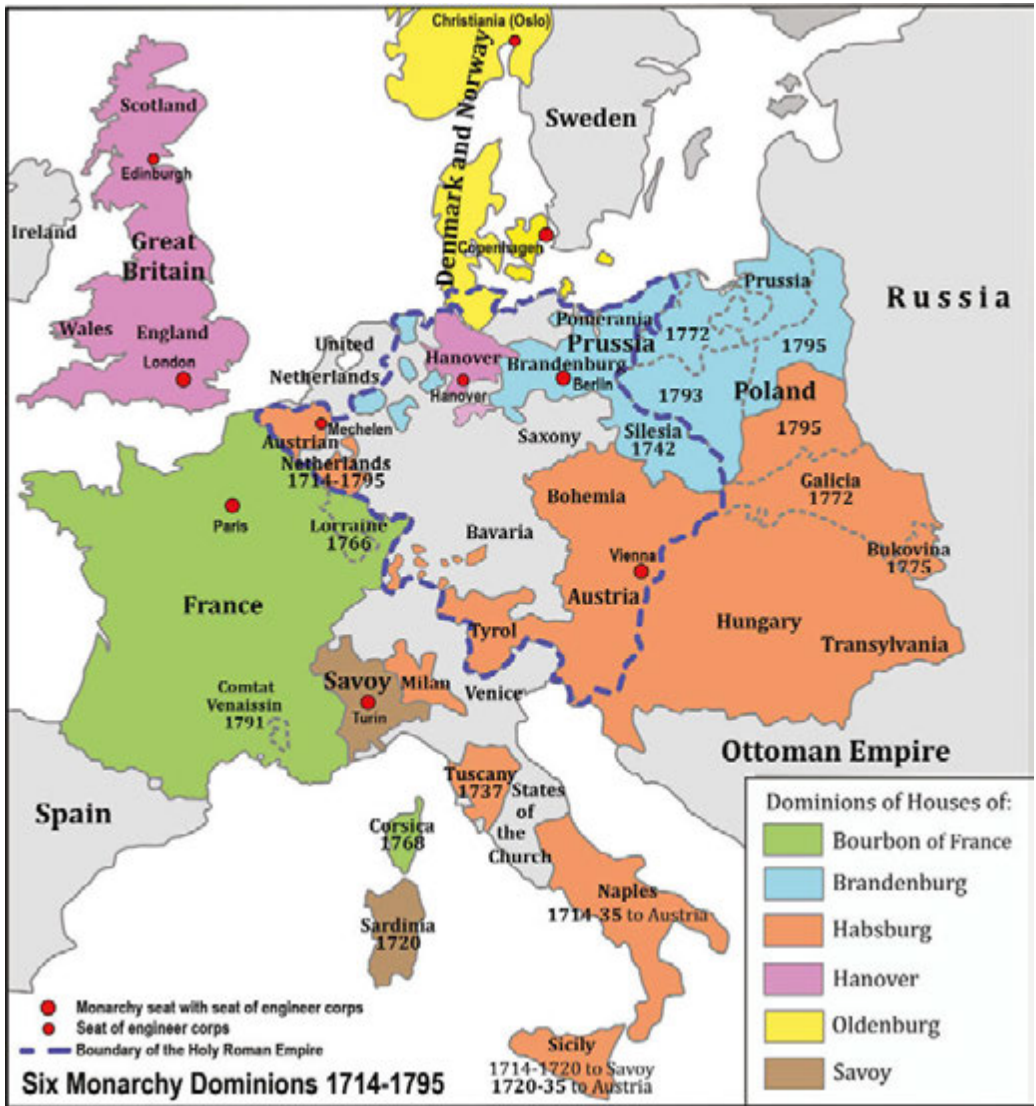 Christiania (Oslo)
Scotland
Sweden
Denmark and Norway
Edinburgh
Ireland
Great
Britain
Copenhagen
Russia
Prussia
Pomerania
1772
Prussia
Wales
England
United
Netherlands
Hanover
Brandenburg
1795
London
Hanover
Berlin
1793
Poland
Mechelen
Austrian
Netherlands
1714-1795
Saxony
Silesia
1742
1795
Galicia
1772
Bohemia
Paris
Lorraine
1766
Bavaria
Bukovina
1775
Vienna
France
Austria
Hungary
Tyrol
Transylvania
Savoy
Milan
Venice
Comtat
Venaissin
1791
Turin
Ottoman Empire
Tuscany
1737
States
of
the
Church
Spain
Corsica
1768
Naples
1714-35 to Austria
Sardinia
1720
Sicily
1714-1720 to Savoy
1720-35 to Austria
Dominions of Houses of:
Bourbon of France
Brandenburg
Habsburg
Hanover
Oldenburg
Savoy
Monarchy seat with seat of engineer corps
Seat of engineer corps
Boundary of the Holy Roman Empire
Six Monarchy Dominions 1714-1795